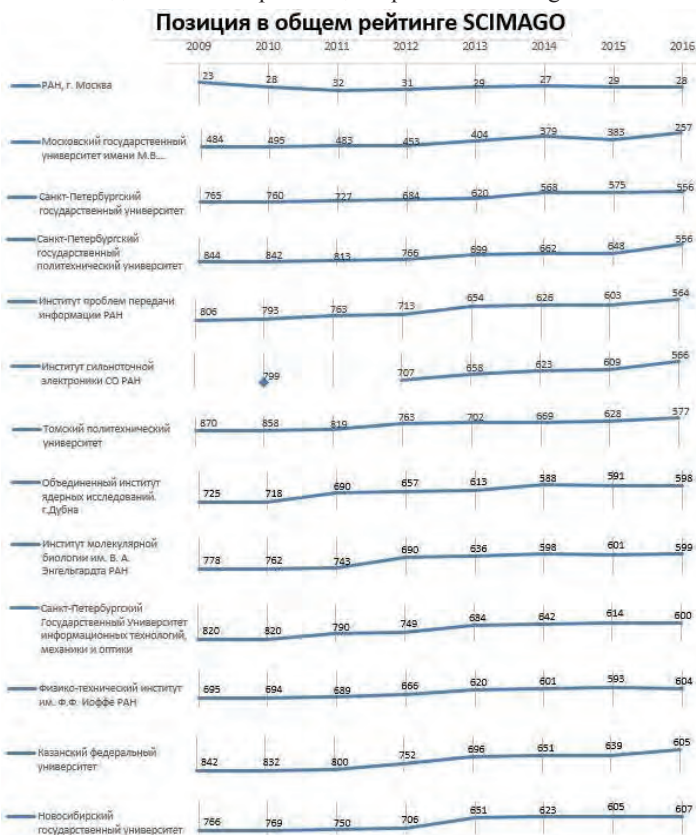 Позиция в общем рейтинге SCIMAGO
2009 2010 2011 2012 2013 2014 2015 2016
РАН, г. Москва
23 28 32 31 29 27 29 28
Московский государственный
университет имени М.В....
484 495 483 453 404 379 383 257
Санкт-Петербургский
государственный университет
765 760 727 684 620 568 575 556
Санкт-Петербургский
государственный
политехнический университет
844 842 813 766 699 662 648 556
Институт проблем передачи
информации РАН
806 793 763 713 654 626 603 564
Институт сильноточной
электроники СО РАН
799 707 658 623 609 566
Томский политехнический
университет
870 858 819 763 702 669 628 577
Объединенный институт
ядерных исследований.
г.Дубна
725 718 690 657 613 588 591 598
Институт молекулярной
биологии им. В. А.
Энгельгардта РАН
778 762 743 690 636 598 601 599
Санкт-Петербургский
Государственный Университет
информационных технологий,
механики и оптики
820 820 790 749 684 642 614 600
Физико-технический институт
им. Ф.Ф. Иоффе РАН
695 694 689 666 620 601 593 604
Казанский федеральный
университет
842 832 800 752 696 651 639 605
Новосибирский
государственный университет
766 769 750 706 651 623 605 607